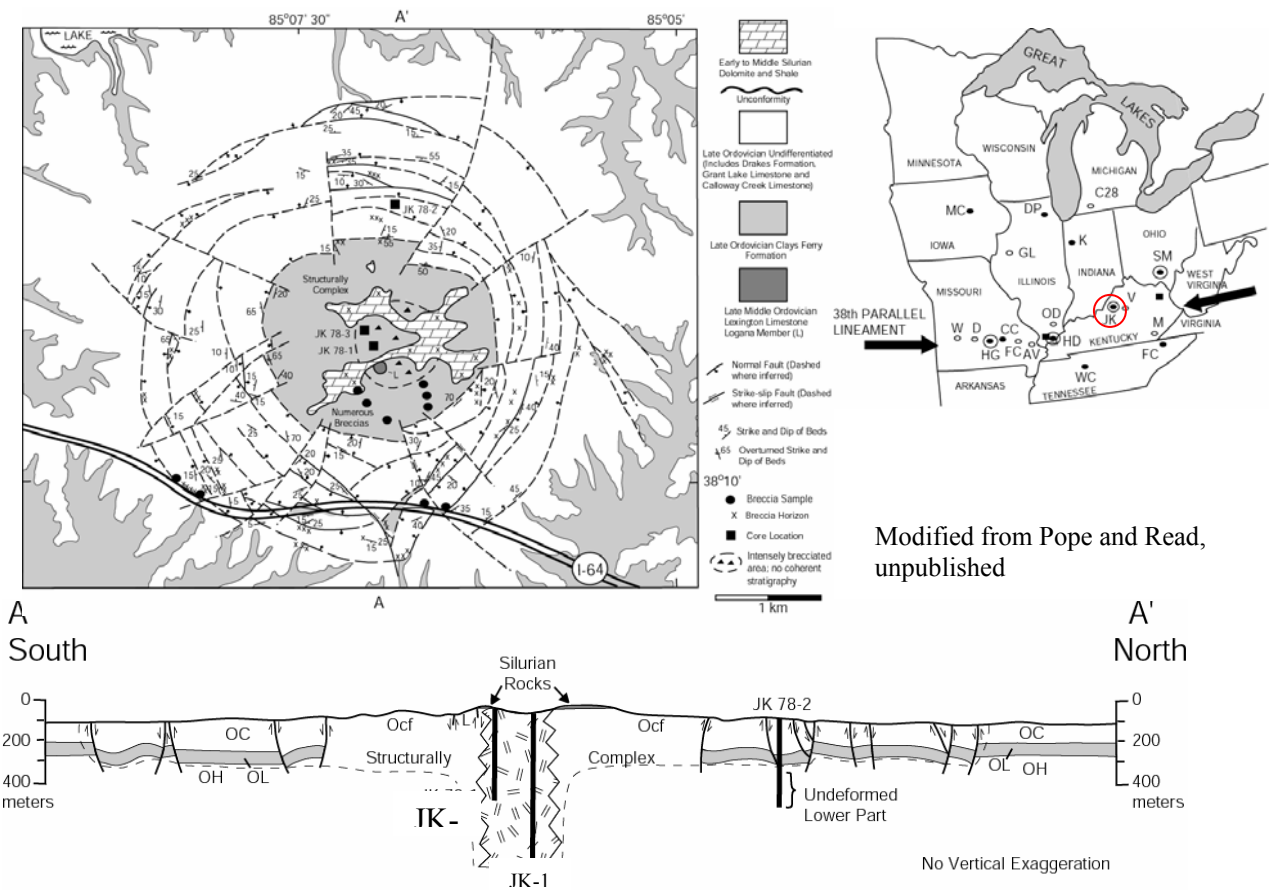 85°07' 30"
A'
85°05'
LAKE
JK 78-2
Structurally
Complex
JK 78-3
JK 78-1
L
Numerous
Breccias
I-64
A
Early to Middle Silurian
Dolomite and Shale
Unconformity
Late Ordovician Undifferentiated
(Includes Drakes Formation,
Grant Lake Limestone and
Calloway Creek Limestone)
Late Ordovician Clays Ferry
Formation
Late Middle Ordovician
Lexington Limestone
Logana Member (L)
Normal Fault (Dashed
where inferred)
Strike-slip Fault (Dashed
where inferred)
45 Strike and Dip of Beds
65 Overturned Strike and
Dip of Beds
38°10'
Breccia Sample
X Breccia Horizon
Core Location
Intensely brecciated
area; no coherent
stratigraphy
1 km
GREAT
LAKES
MINNESOTA
WISCONSIN
MICHIGAN
C28
MC
DP
IOWA
GL
K
OHIO
SM
ILLINOIS
INDIANA
WEST
VIRGINIA
MISSOURI
V
JK
38th PARALLEL
LINEAMENT
OD
M
VIRGINIA
W D CC
HD
KENTUCKY
HG FC AV
FC
WC
ARKANSAS
TENNESSEE
Modified from Pope and Read,
unpublished
A
South
A'
North
Silurian
Rocks
JK 78-2
0
200
400
meters
OC
Ocf
L
Ocf
OC
Structurally
Complex
OH OL
OL OH
0
200
400
meters
Undeformed
Lower Part
JK-
JK-1
No Vertical Exaggeration